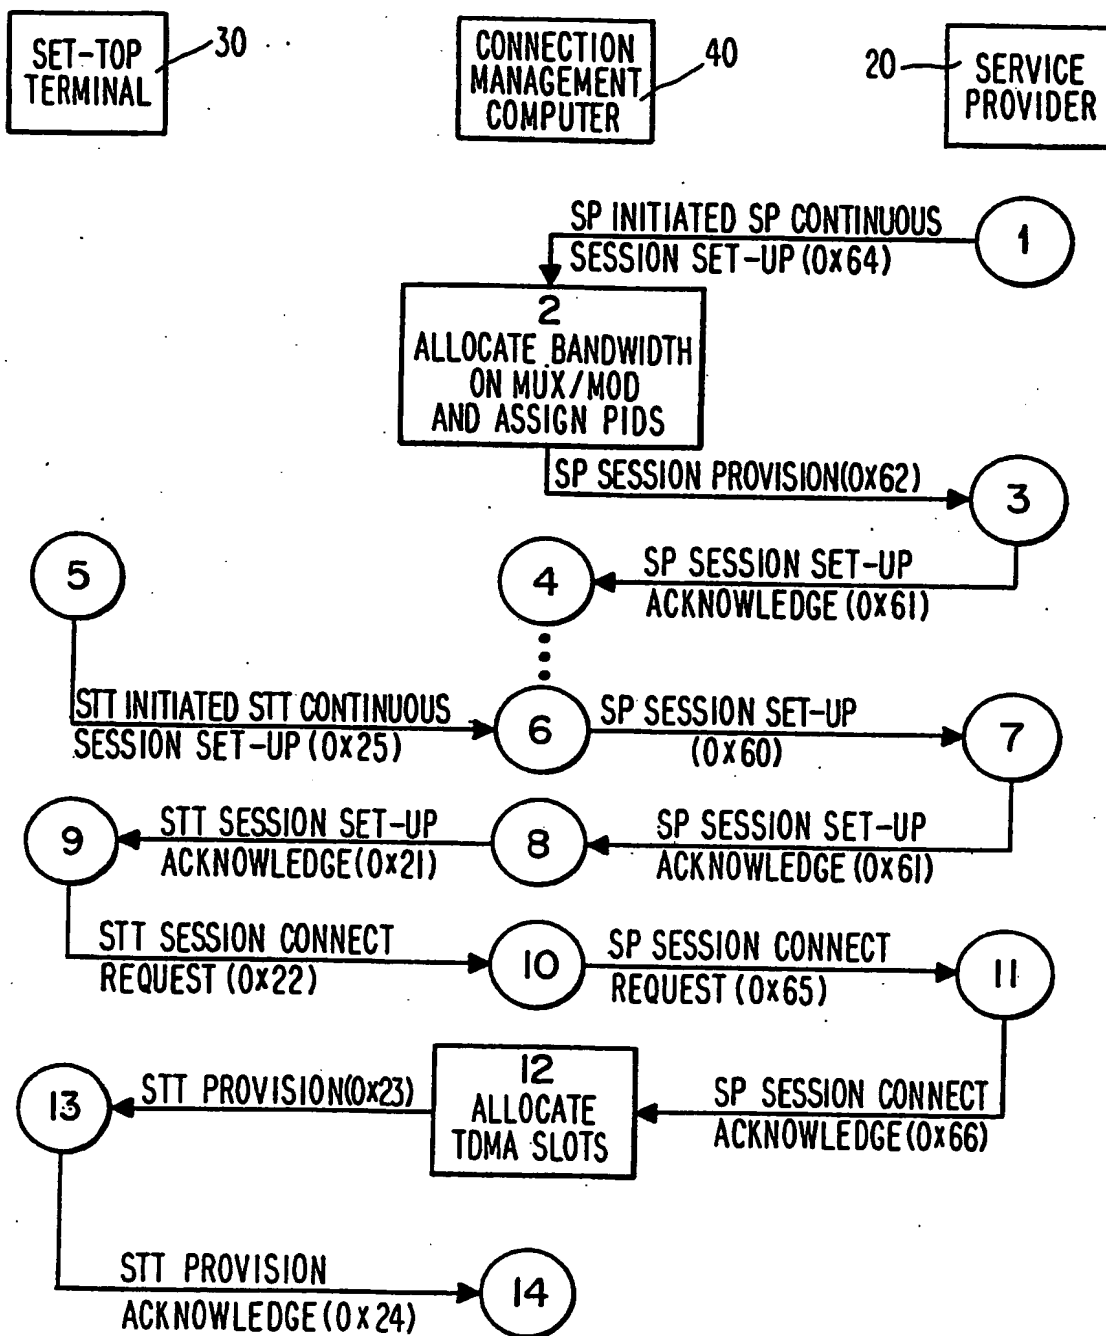 SET-TOP
TERMINAL
30
CONNECTION
MANAGEMENT
COMPUTER
40
20
SERVICE
PROVIDER
SP INITIATED SP CONTINUOUS
SESSION SET-UP (0X64)
1
2
ALLOCATE BANDWIDTH
ON MUX/MOD
AND ASSIGN PIDS
SP SESSION PROVISION(0X62)
3
5
4
SP SESSION SET-UP
ACKNOWLEDGE (0X61)
STT INITIATED STT CONTINUOUS
SESSION SET-UP (0X25)
6
SP SESSION SET-UP
(0X60)
7
9
STT SESSION SET-UP
ACKNOWLEDGE(0X21)
8
SP SESSION SET-UP
ACKNOWLEDGE (0X61)
STT SESSION CONNECT
REQUEST (0X22)
10
SP SESSION CONNECT
REQUEST (0X65)
11
13
STT PROVISION(0X23)
12
ALLOCATE
TDMA SLOTS
SP SESSION CONNECT
ACKNOWLEDGE(0X66)
STT PROVISION
ACKNOWLEDGE(0X24)
14